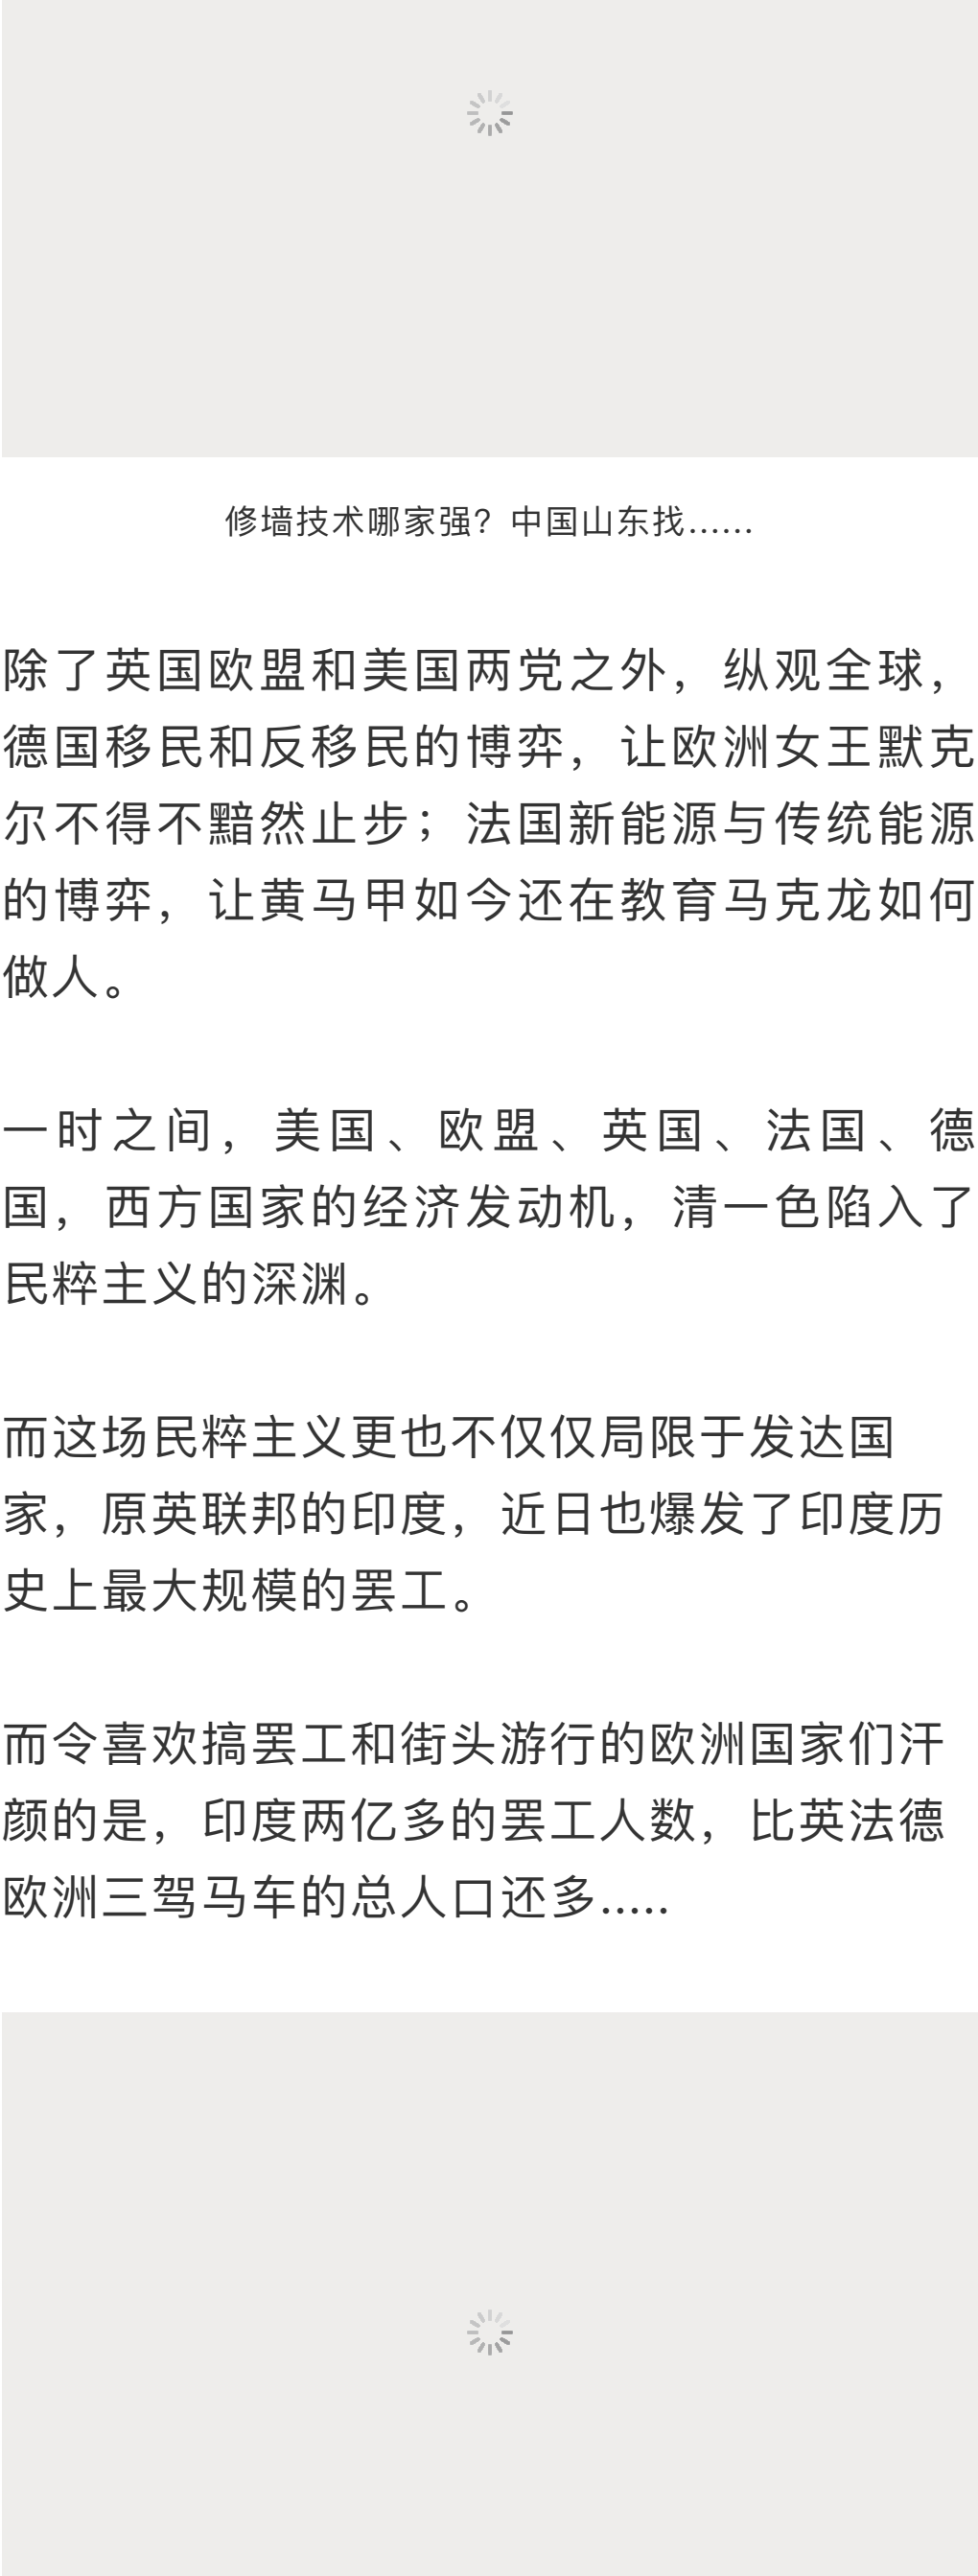 修墙技术哪家强？中国山东找......
除了英国欧盟和美国两党之外，纵观全球，
德国移民和反移民的博弈，让欧洲女王默克
尔不得不黯然止步；法国新能源与传统能源
的博弈，让黄马甲如今还在教育马克龙如何
做人。
一时之间，美国、欧盟、英国、法国、德
国，西方国家的经济发动机，清一色陷入了
民粹主义的深渊。
而这场民粹主义更也不仅仅局限于发达国
家，原英联邦的印度，近日也爆发了印度历
史上最大规模的罢工。
而令喜欢搞罢工和街头游行的欧洲国家们汗
颜的是，印度两亿多的罢工人数，比英法德
欧洲三驾马车的总人口还多.....